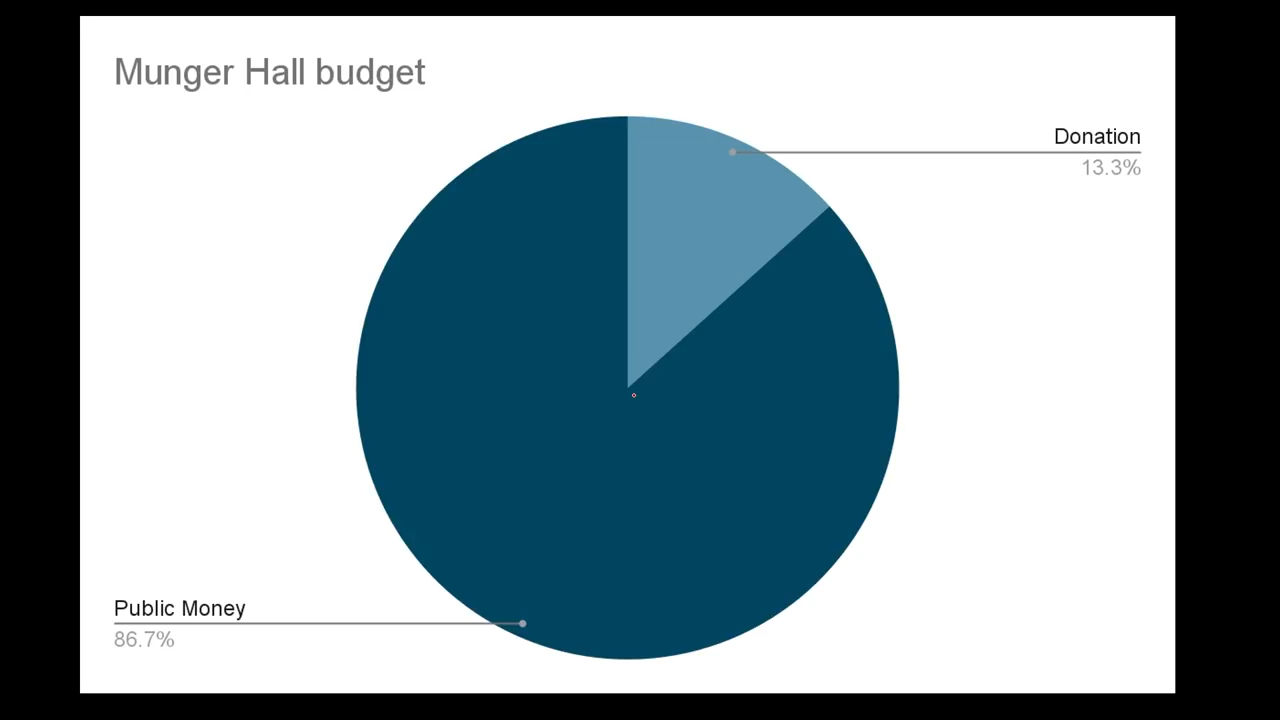 Munger Hall budget
Donation
13.3%
Public Money
86.7%